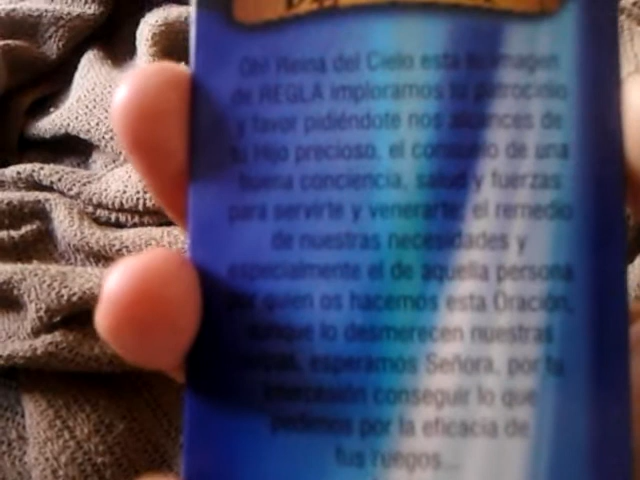 Oh! Reina del Cielo esta tu imagen
de REGLA imploramos tu patrocinio
y favor pidiéndote nos alcances de
tu Hijo precioso, el consuelo de una
buena conciencia, salud y fuerzas
para servirte y venerarte, el remedio
de nuestras necesidades y
especialmente el de aquella persona
por quien os hacemos esta Oración,
aunque lo desmerecen nuestras
esperamos Señora, por tu
intercesión conseguir lo que
pedimos por la eficacia de
tus ruegos...